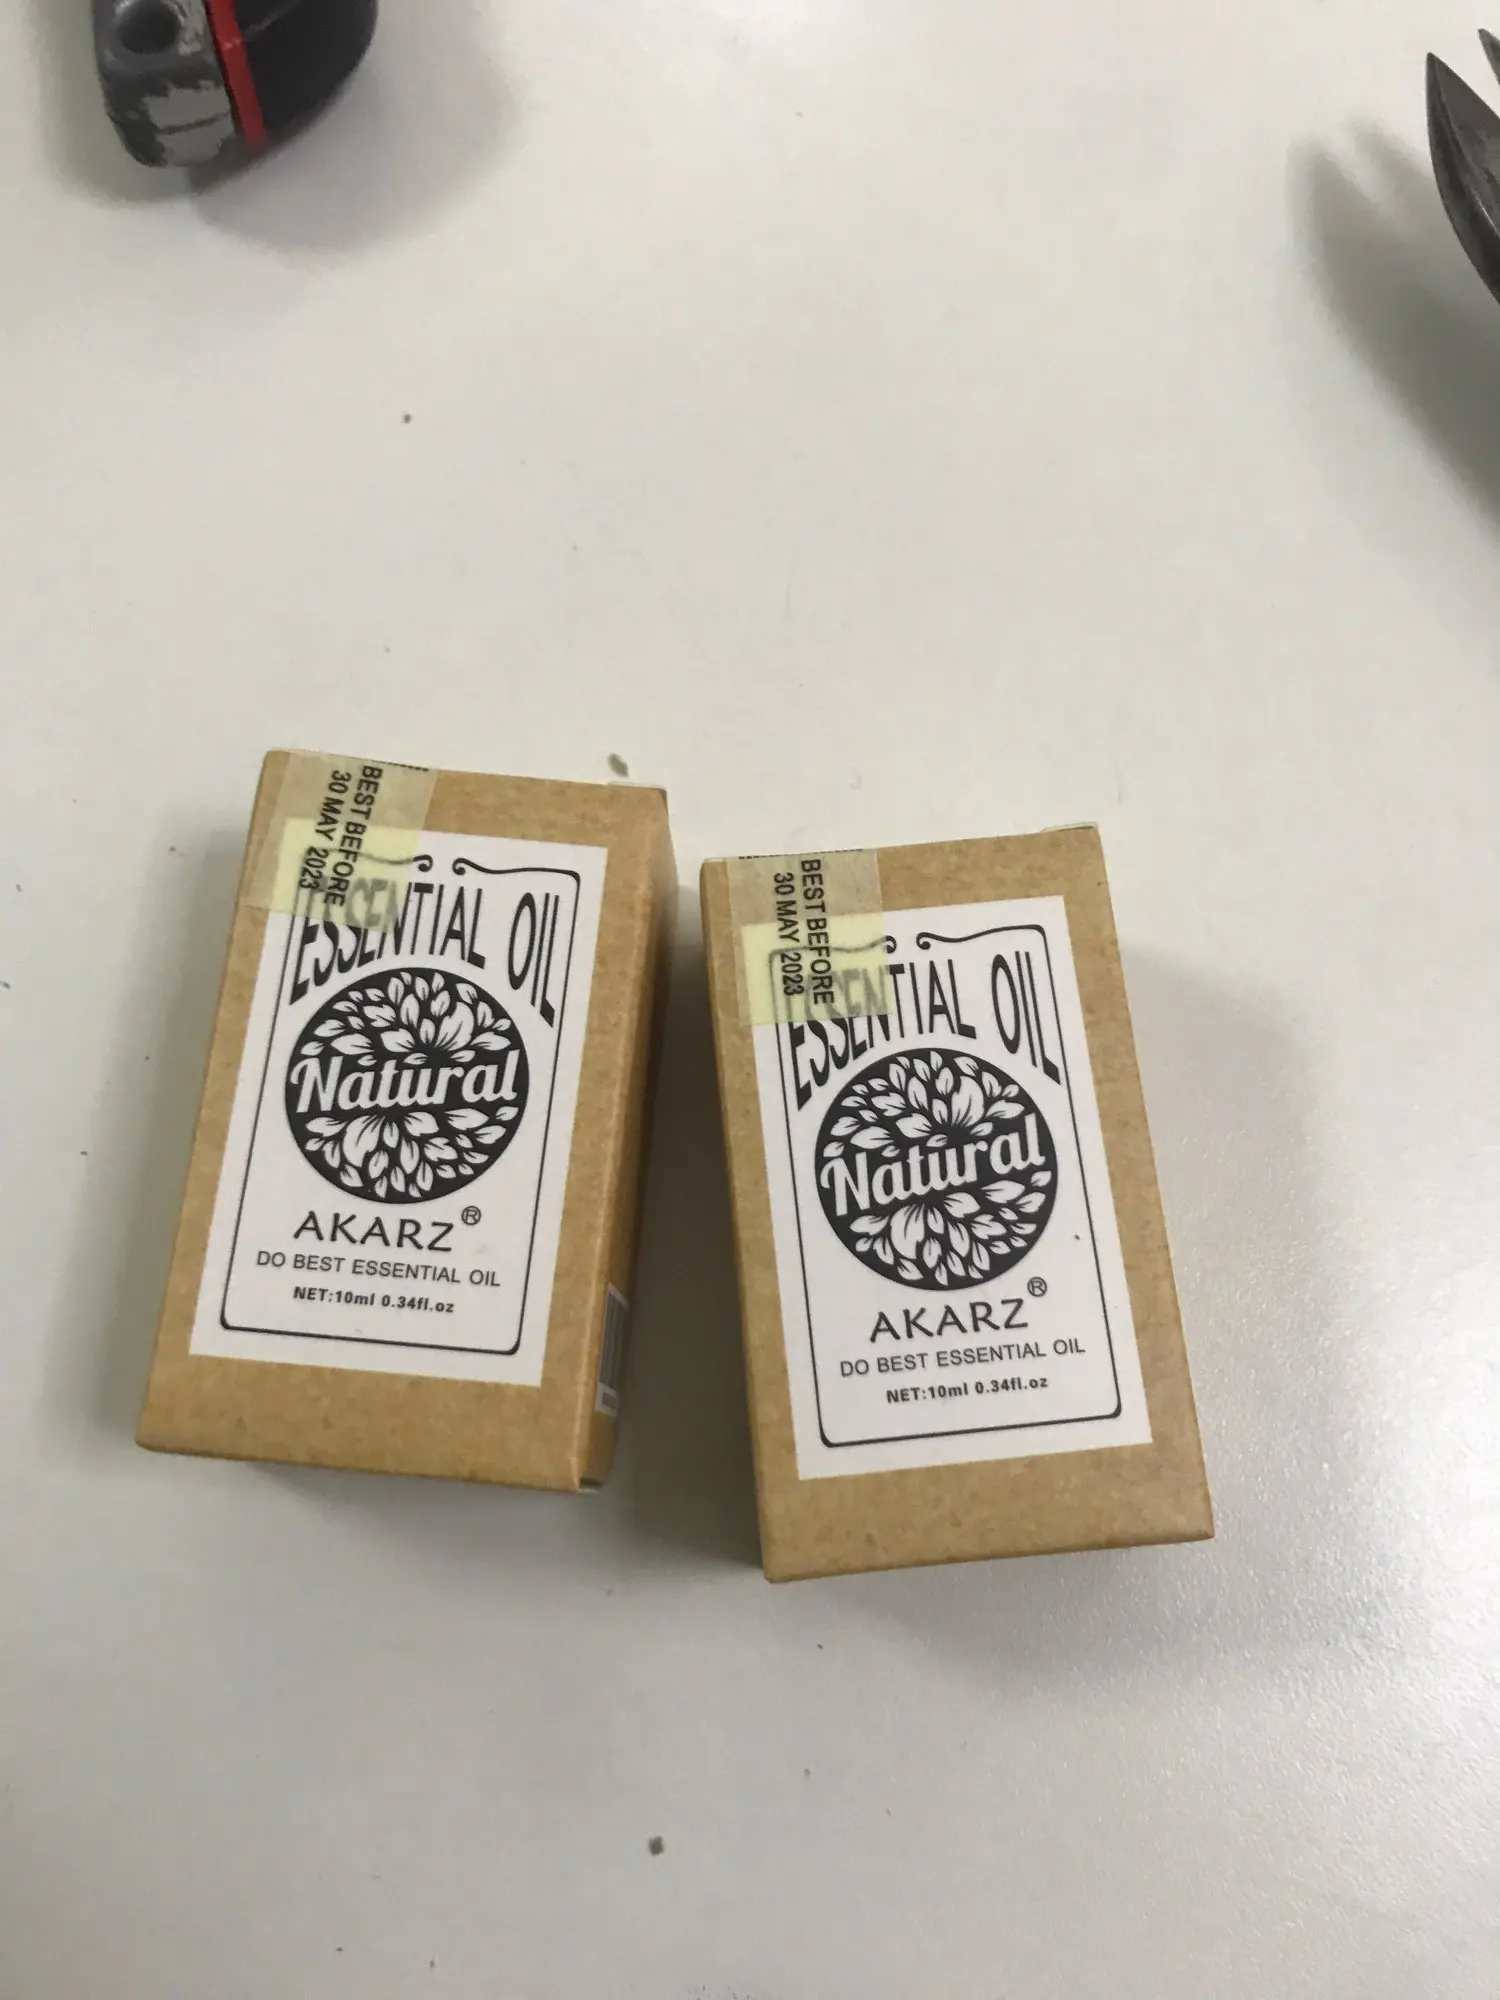 BEST BEFORE
30 MAY 2023
ESSENTIAL OIL
Natural
AKARZ®
DO BEST ESSENTIAL OIL
NET:10ml 0.34fl.oz
BEST BEFORE
30 MAY 2023
ESSENTIAL OIL
Natural
AKARZ®
DO BEST ESSENTIAL OIL
NET:10ml 0.34fl.oz